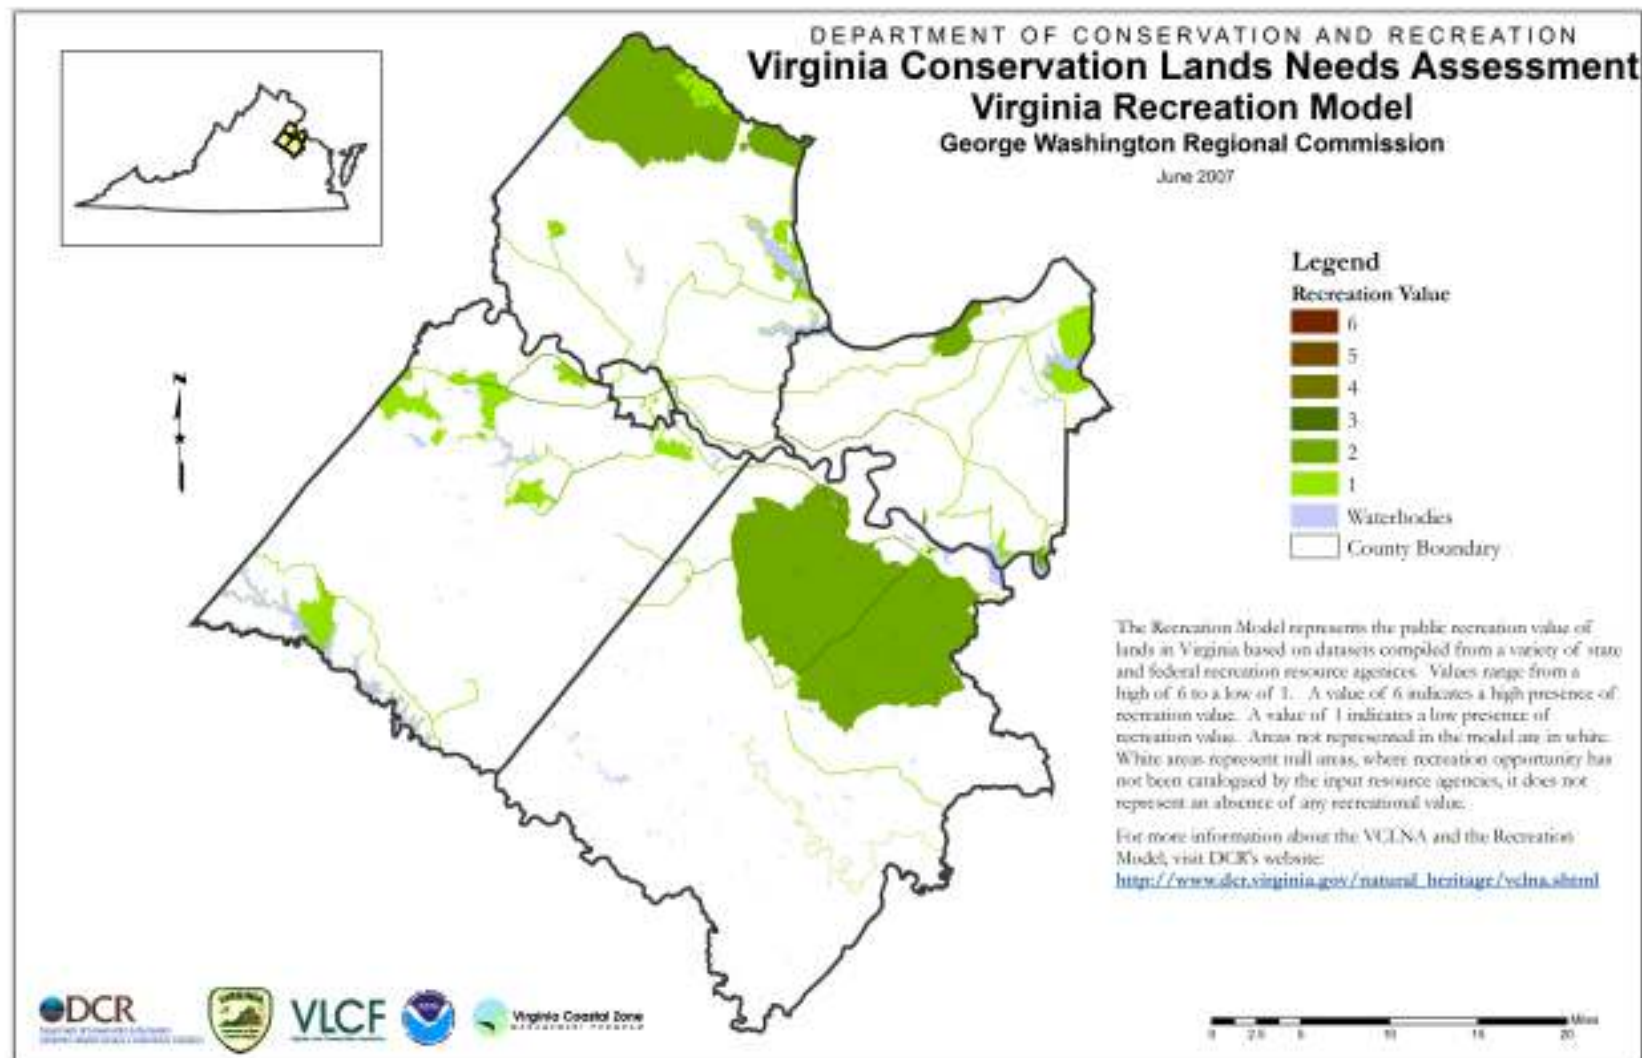 DEPARTMENT OF CONSERVATION AND RECREATION
Virginia Conservation Lands Needs Assessment
Virginia Recreation Model
George Washington Regional Commission
June 2007
N
Legend
Recreation Value
6
5
4
3
2
1
Waterbodies
County Boundary
The Recreation Model represents the public recreation value of
lands in Virginia based on datasets compiled from a variety of state
and federal recreation resource agencies. Values range from a
high of 6 to a low of 1. A value of 6 indicates a high presence of
recreation value. A value of 1 indicates a low presence of
recreation value. Areas not represented in the model are in white.
White areas represent null areas, where recreation opportunity has
not been catalogued by the input resource agencies, it does not
represent an absence of any recreational value.
For more information about the VCLNA and the Recreation
Model, visit DCR's website:
http://www.dcr.virginia.gov/natural_heritage/vclna.shtml
DCR
VIRGINIA
VLCF
Virginia Coastal Zone
MANAGEMENT PROGRAM
Miles
0 2.5 5 10 15 20